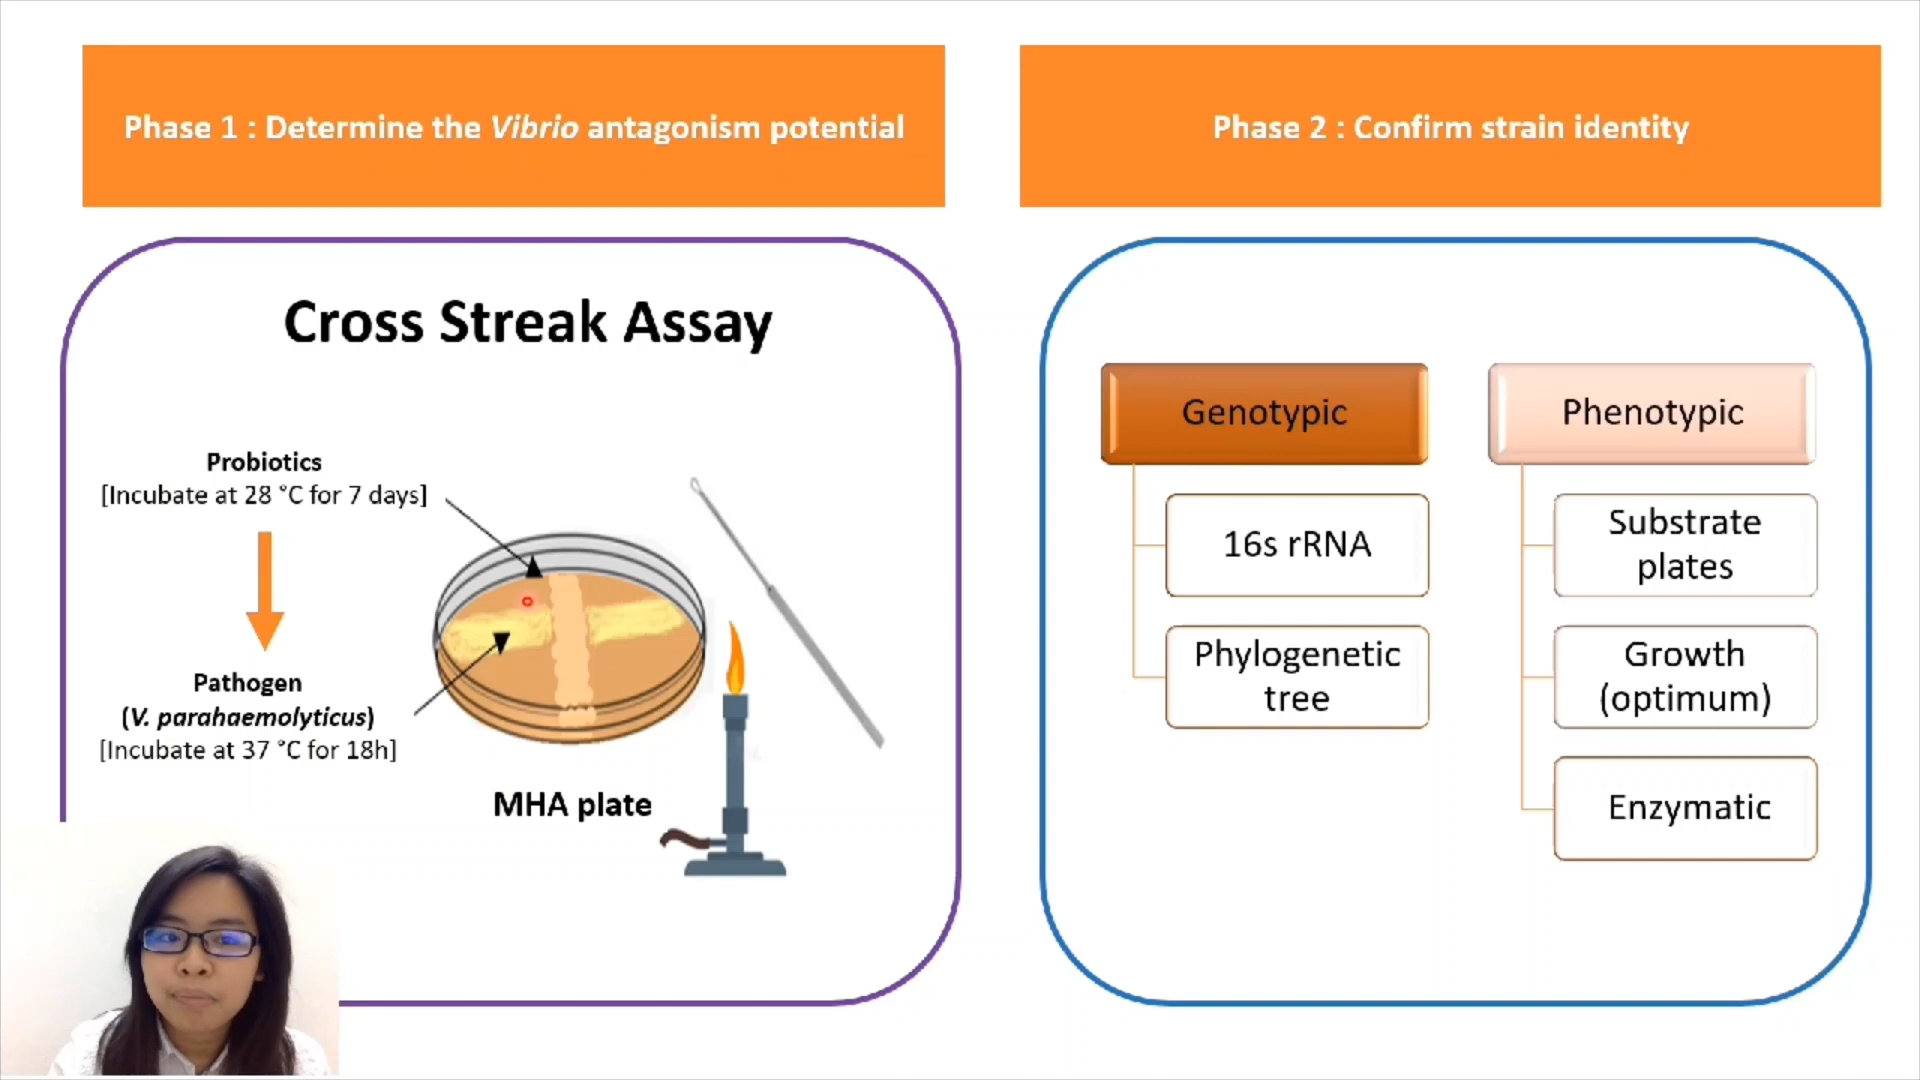 Phase 1 : Determine the Vibrio antagonism potential
Phase 2 : Confirm strain identity
Cross Streak Assay
Probiotics
[Incubate at 28 °C for 7 days]
Pathogen
(V. parahaemolyticus)
[Incubate at 37 °C for 18h]
MHA plate
Genotypic
16s rRNA
Phylogenetic
tree
Phenotypic
Substrate
plates
Growth
(optimum)
Enzymatic